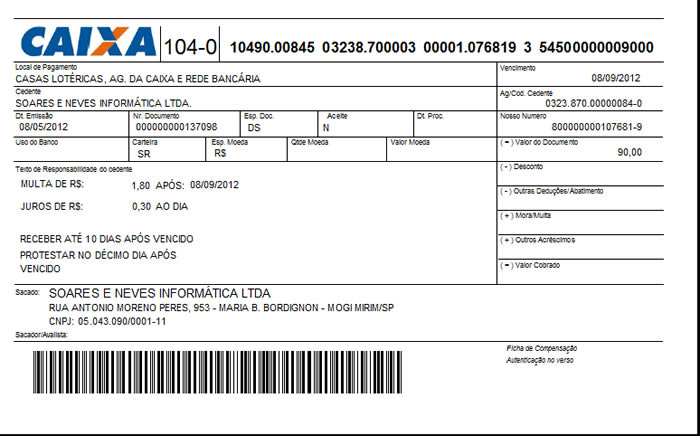 CAIXA 104-0 10490.00845 03238.700003 00001.076819 3 54500000009000
Local de Pagamento
CASAS LOTÉRICAS, AG. DA CAIXA E REDE BANCÁRIA
Vencimento
08/09/2012
Cedente
SOARES E NEVES INFORMÁTICA LTDA.
Ag/Cod. Cedente
0323.870.00000084-0
Dt. Emissão Nr. Documento Esp. Doc. Aceite Dt. Proc. Nosso Numero
08/05/2012 000000000137098 DS N 800000000107681-9
Uso do Banco Carteira Esp. Moeda Qtde Moeda Valor Moeda ( = ) Valor do Documento
SR R$ 90,00
Texto de Responsabilidade do cedente
( - ) Desconto
MULTA DE R$: 1,80 APÓS: 08/09/2012
( - ) Outras Deduções/Abatimento
JUROS DE R$: 0,30 AO DIA
( + ) Mora/Multa
RECEBER ATÉ 10 DIAS APÓS VENCIDO
( + ) Outros Acréscimos
PROTESTAR NO DÉCIMO DIA APÓS
VENCIDO
( = ) Valor Cobrado
Sacado: SOARES E NEVES INFORMÁTICA LTDA
RUA ANTONIO MORENO PERES, 953 - MARIA B. BORDIGNON - MOGI MIRIM/SP
CNPJ: 05.043.090/0001-11
Sacador/Avalista:
Ficha de Compensação
Autenticação no verso